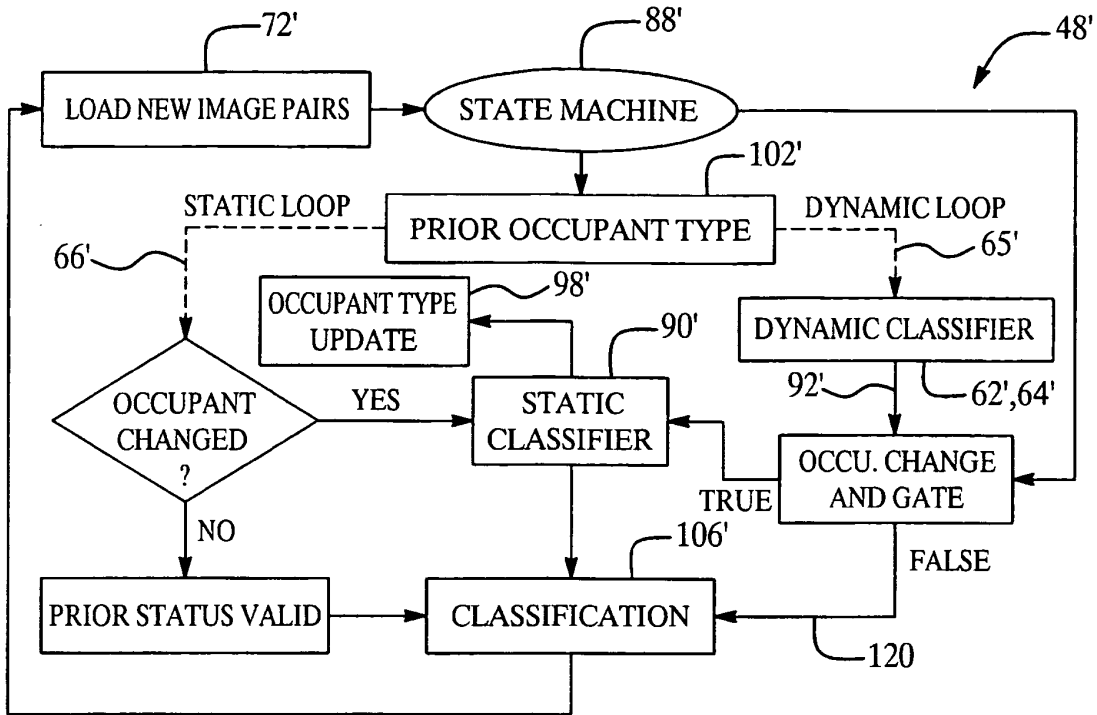 72'
88'
48'
LOAD NEW IMAGE PAIRS
STATE MACHINE
102'
STATIC LOOP
PRIOR OCCUPANT TYPE
DYNAMIC LOOP
66'
65'
OCCUPANT TYPE
UPDATE
98'
DYNAMIC CLASSIFIER
90'
92'
62',64'
OCCUPANT
CHANGED
?
YES
STATIC
CLASSIFIER
TRUE
OCCU. CHANGE
AND GATE
NO
106'
FALSE
PRIOR STATUS VALID
CLASSIFICATION
120